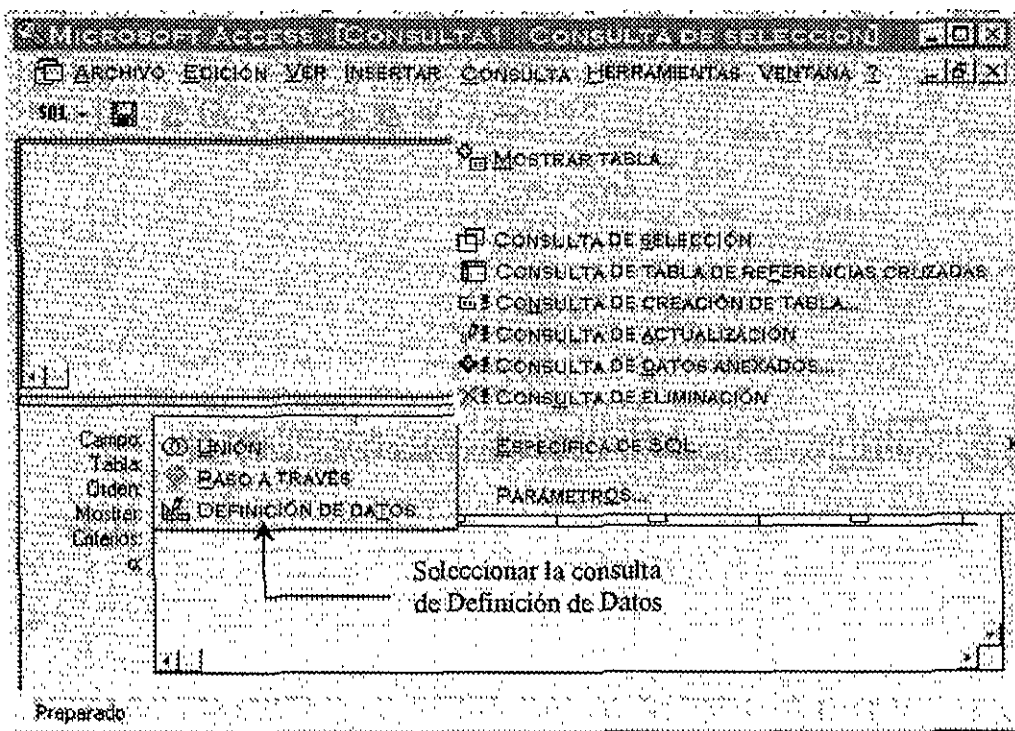 MICROSOFT ACCESS [CONSULTA1 : CONSULTA DE SELECCIÓN]
ARCHIVO EDICIÓN VER INSERTAR CONSULTA HERRAMIENTAS VENTANA ?
SQL
MOSTRAR TABLA...
CONSULTA DE SELECCIÓN
CONSULTA DE TABLA DE REFERENCIAS CRUZADAS
CONSULTA DE CREACIÓN DE TABLA...
CONSULTA DE ACTUALIZACIÓN
CONSULTA DE DATOS ANEXADOS...
CONSULTA DE ELIMINACIÓN
ESPECÍFICA DE SQL
PARÁMETROS...
UNIÓN
PASO A TRAVÉS
DEFINICIÓN DE DATOS
Campo:
Tabla:
Orden:
Mostrar:
Criterios:
o:
Seleccionar la consulta
de Definición de Datos
Preparado